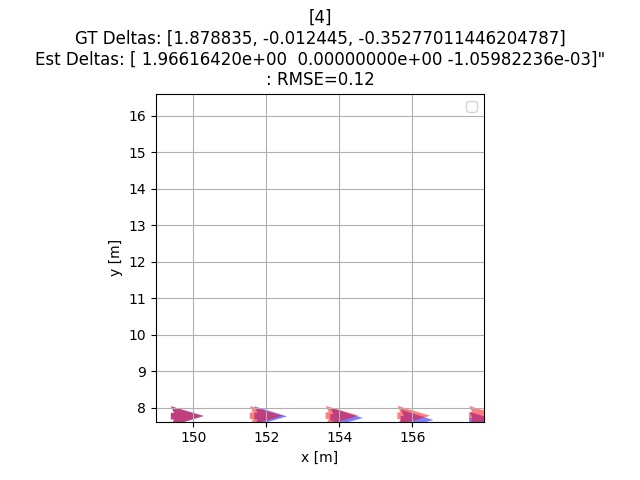 [4]
GT Deltas: [1.878835, -0.012445, -0.35277011446204787]
Est Deltas: [ 1.96616420e+00  0.00000000e+00 -1.05982236e-03]"
: RMSE=0.12
16
15
14
13
12
11
10
9
8
y [m]
150 152 154 156
x [m]